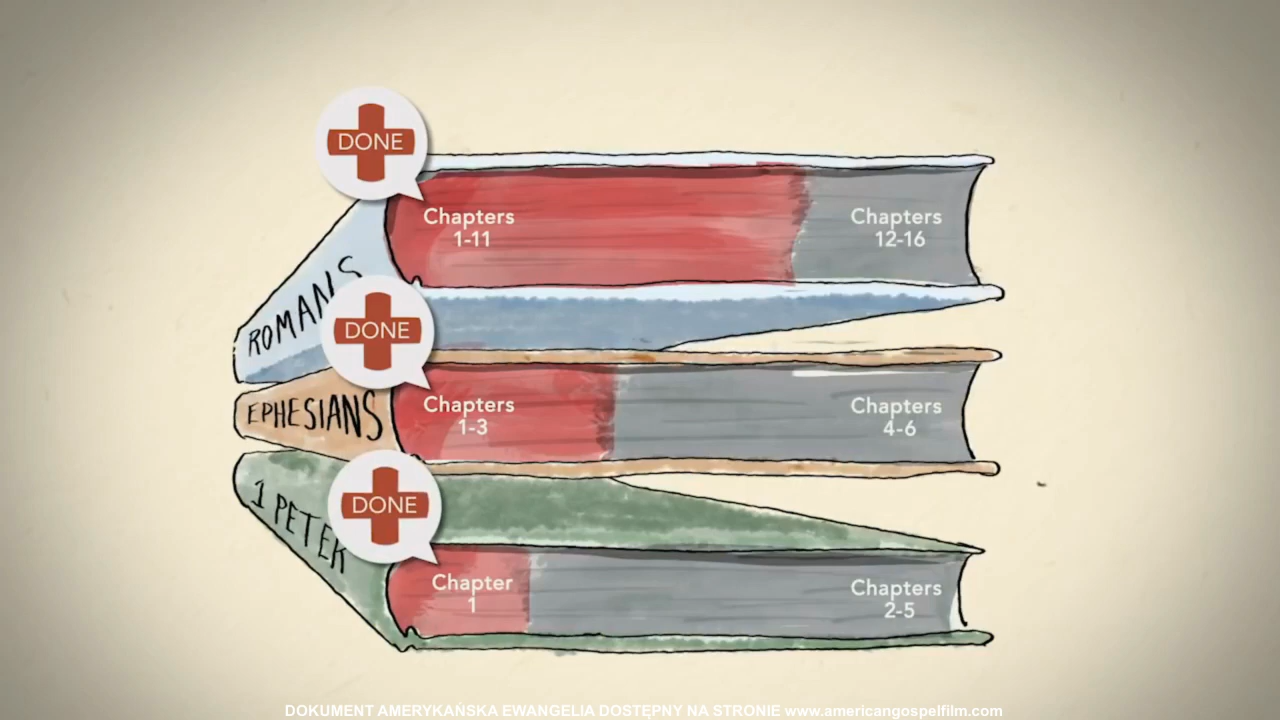 DONE
Chapters
1-11
Chapters
12-16
ROMANS
DONE
Chapters
1-3
Chapters
4-6
EPHESIANS
DONE
1 PETER
Chapter
1
Chapters
2-5
DOKUMENT AMERYKAŃSKA EWANGELIA DOSTĘPNY NA STRONIE www.americangospelfilm.com